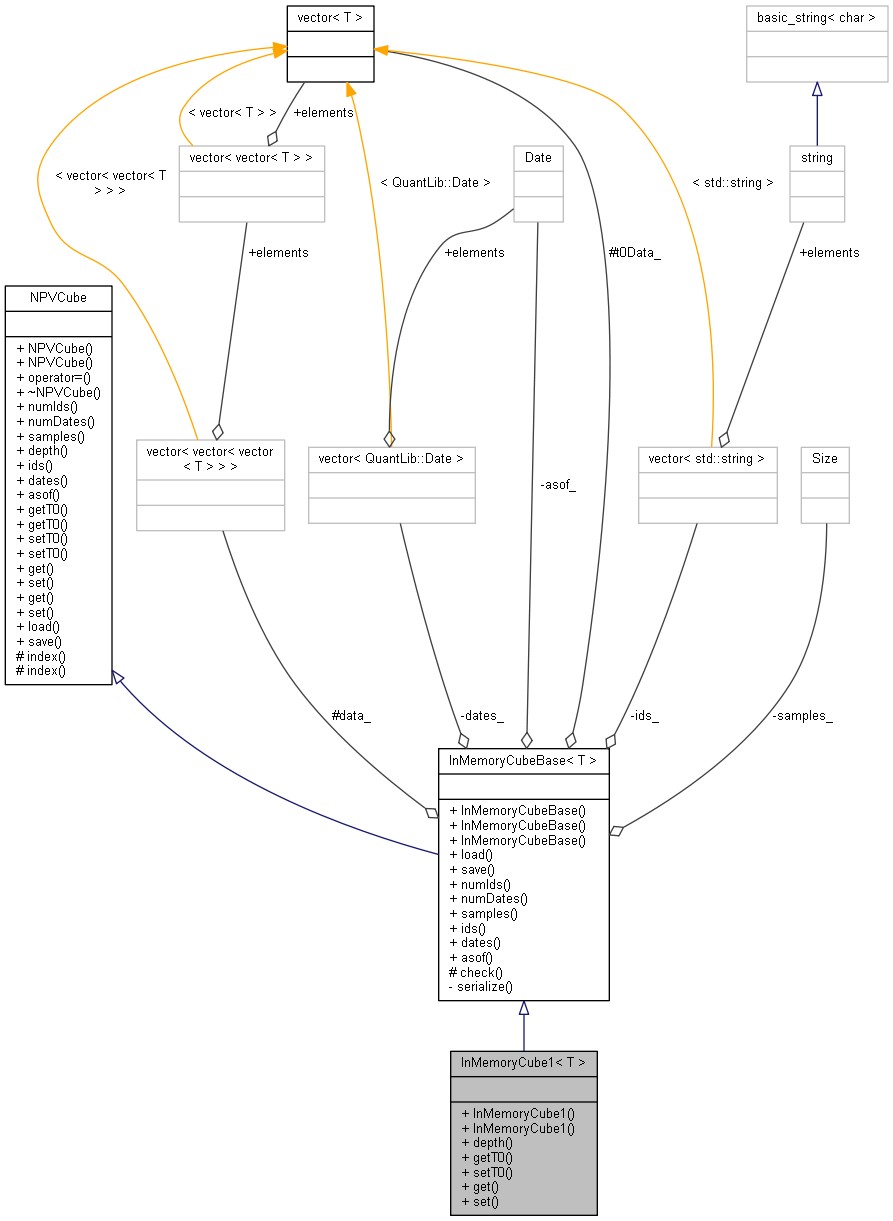 vector< T >
basic_string< char >
< vector< T > >
+elements
vector< vector< T > >
Date
string
< vector< vector< T
> > >
< QuantLib::Date >
< std::string >
+elements
+elements
#t0Data_
+elements
NPVCube
+ NPVCube()
+ NPVCube()
+ operator=()
+ ~NPVCube()
+ numIds()
+ numDates()
+ samples()
+ depth()
+ ids()
+ dates()
+ asof()
+ getT0()
+ getT0()
+ setT0()
+ setT0()
+ get()
+ set()
+ get()
+ set()
+ load()
+ save()
# index()
# index()
vector< vector< vector
< T > > >
vector< QuantLib::Date >
vector< std::string >
Size
-asof_
#data_
-dates_
-ids_
-samples_
InMemoryCubeBase< T >
+ InMemoryCubeBase()
+ InMemoryCubeBase()
+ InMemoryCubeBase()
+ load()
+ save()
+ numIds()
+ numDates()
+ samples()
+ ids()
+ dates()
+ asof()
# check()
- serialize()
InMemoryCube1< T >
+ InMemoryCube1()
+ InMemoryCube1()
+ depth()
+ getT0()
+ setT0()
+ get()
+ set()